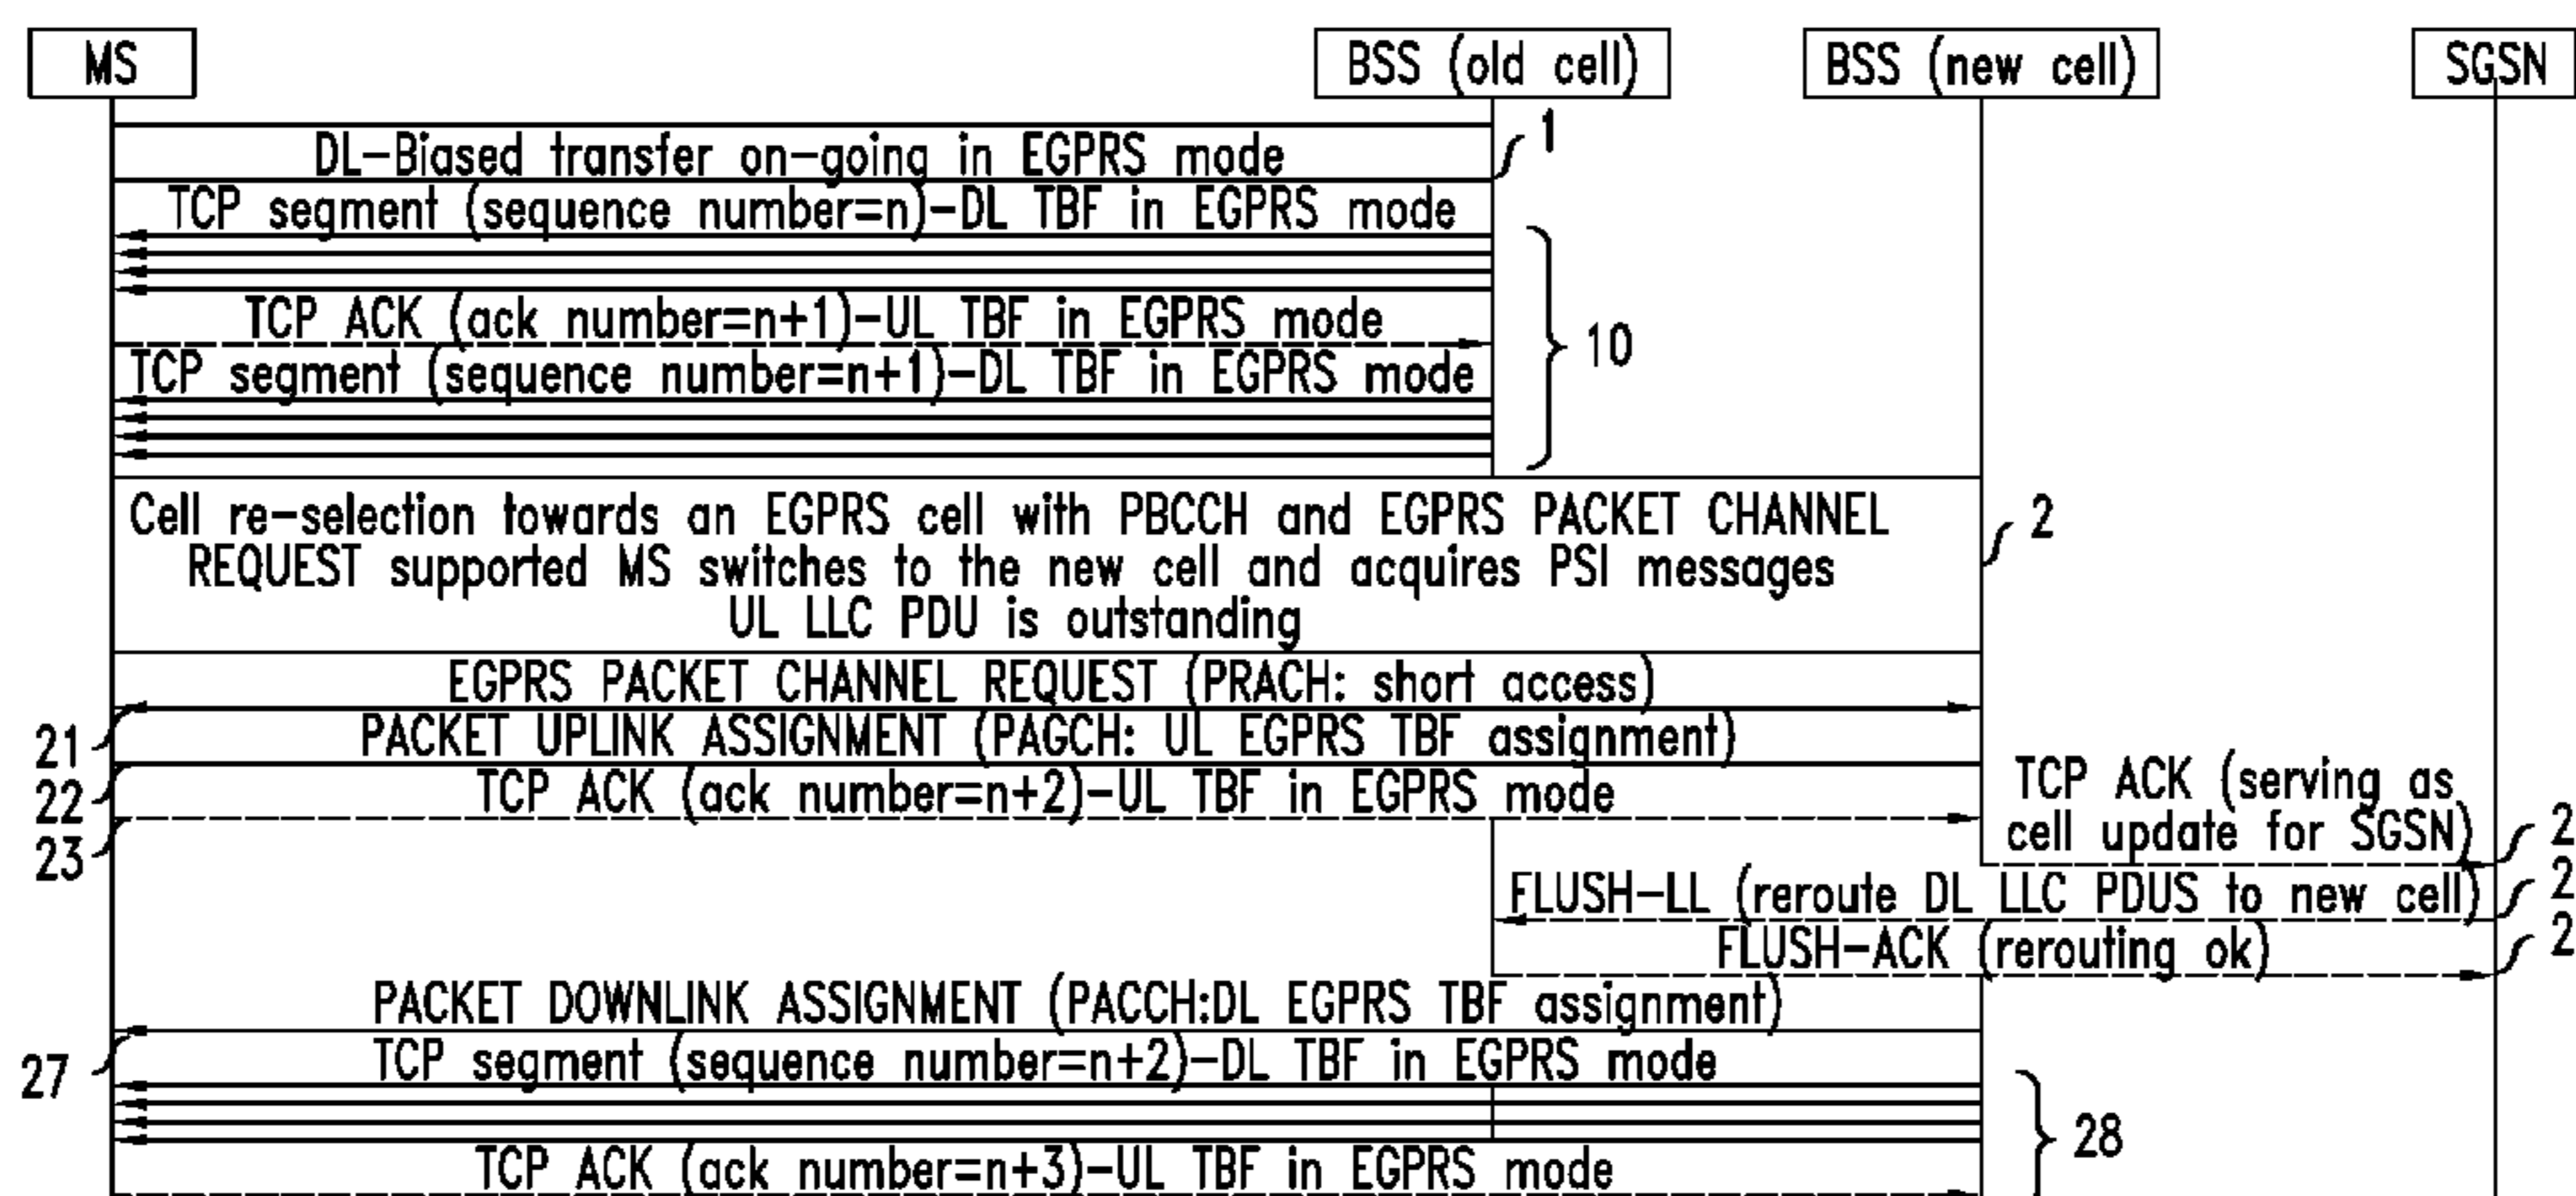 MS
BSS (old cell)
BSS (new cell)
SGSN
DL-Biased transfer on-going in EGPRS mode
1
TCP segment (sequence number=n)-DL TBF in EGPRS mode
TCP ACK (ack number=n+1)-UL TBF in EGPRS mode
10
TCP segment (sequence number=n+1)-DL TBF in EGPRS mode
Cell re-selection towards an EGPRS cell with PBCCH and EGPRS PACKET CHANNEL
REQUEST supported MS switches to the new cell and acquires PSI messages
UL LLC PDU is outstanding
2
EGPRS PACKET CHANNEL REQUEST (PRACH: short access)
21
PACKET UPLINK ASSIGNMENT (PAGCH: UL EGPRS TBF assignment)
22
TCP ACK (ack number=n+2)-UL TBF in EGPRS mode
23
TCP ACK (serving as
cell update for SGSN)
2
FLUSH-LL (reroute DL LLC PDUS to new cell)
2
FLUSH-ACK (rerouting ok)
2
PACKET DOWNLINK ASSIGNMENT (PACCH:DL EGPRS TBF assignment)
27
TCP segment (sequence number=n+2)-DL TBF in EGPRS mode
28
TCP ACK (ack number=n+3)-UL TBF in EGPRS mode